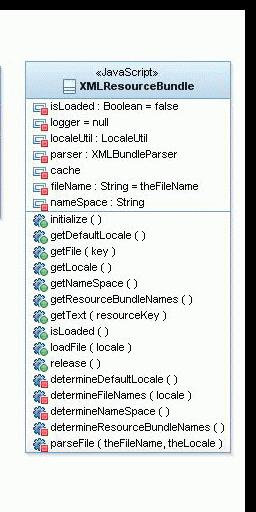 «JavaScript»
XMLResourceBundle
isLoaded : Boolean = false
logger = null
localeUtil : LocaleUtil
parser : XMLBundleParser
cache
fileName : String = theFileName
nameSpace : String
initialize ( )
getDefaultLocale ( )
getFile ( key )
getLocale ( )
getNameSpace ( )
getResourceBundleNames ( )
getText ( resourceKey )
isLoaded ( )
loadFile ( locale )
release ( )
determineDefaultLocale ( )
determineFileNames ( locale )
determineNameSpace ( )
determineResourceBundleNames ( )
parseFile ( theFileName, theLocale )